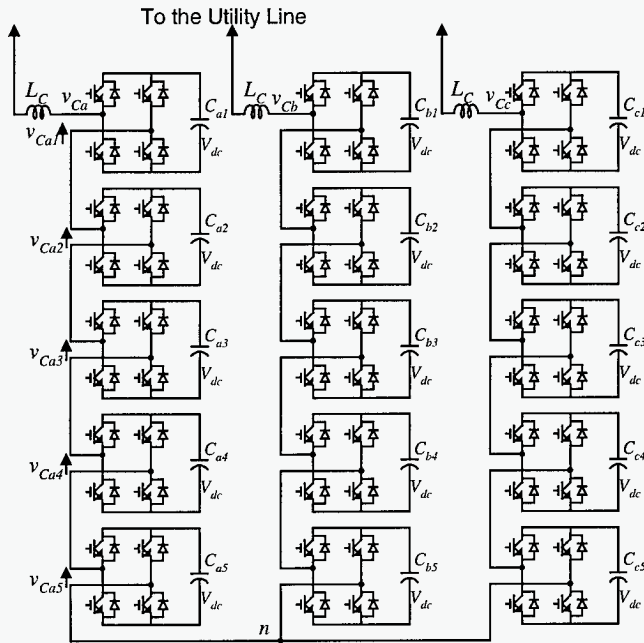 To the Utility Line
L_C v_Ca C_a1 L_C v_Cb C_b1 L_C v_Cc C_c1
v_Ca1 V_dc V_dc V_dc
C_a2 C_b2 C_c2
v_Ca2 V_dc V_dc V_dc
C_a3 C_b3 C_c3
v_Ca3 V_dc V_dc V_dc
C_a4 C_b4 C_c4
v_Ca4 V_dc V_dc V_dc
C_a5 C_b5 C_c5
v_Ca5 V_dc V_dc V_dc
n